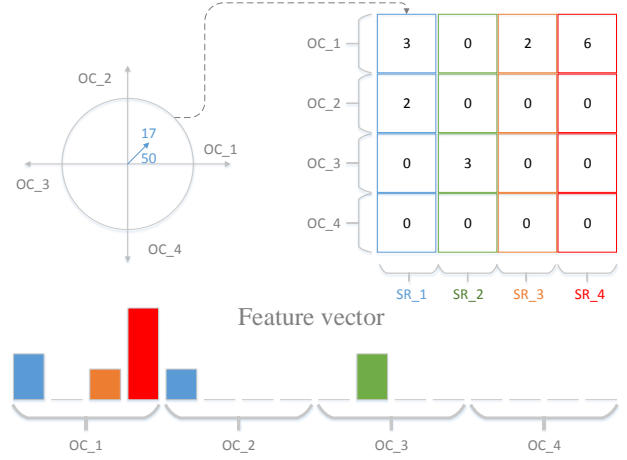 OC_2
17
50
OC_1
OC_3
OC_4
OC_1 3 0 2 6
OC_2 2 0 0 0
OC_3 0 3 0 0
OC_4 0 0 0 0
SR_1 SR_2 SR_3 SR_4
Feature vector
OC_1 OC_2 OC_3 OC_4